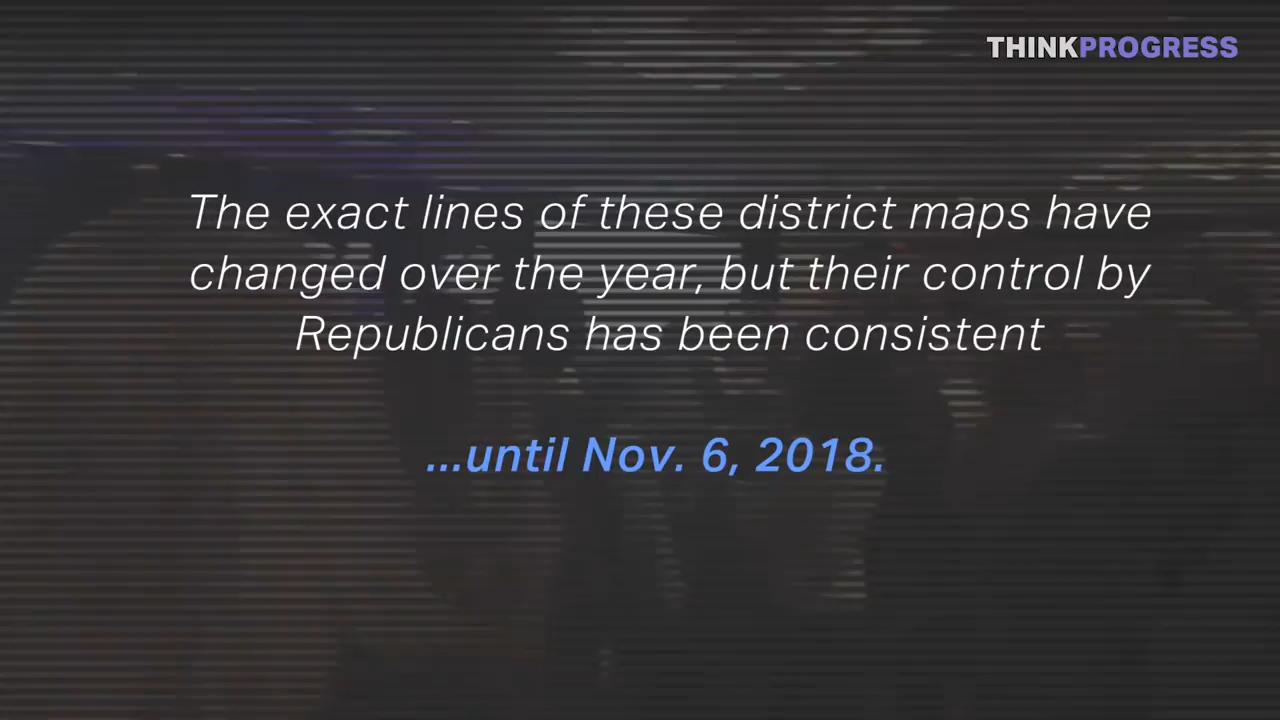 THINKPROGRESS
The exact lines of these district maps have
changed over the year, but their control by
Republicans has been consistent
...until Nov. 6, 2018.